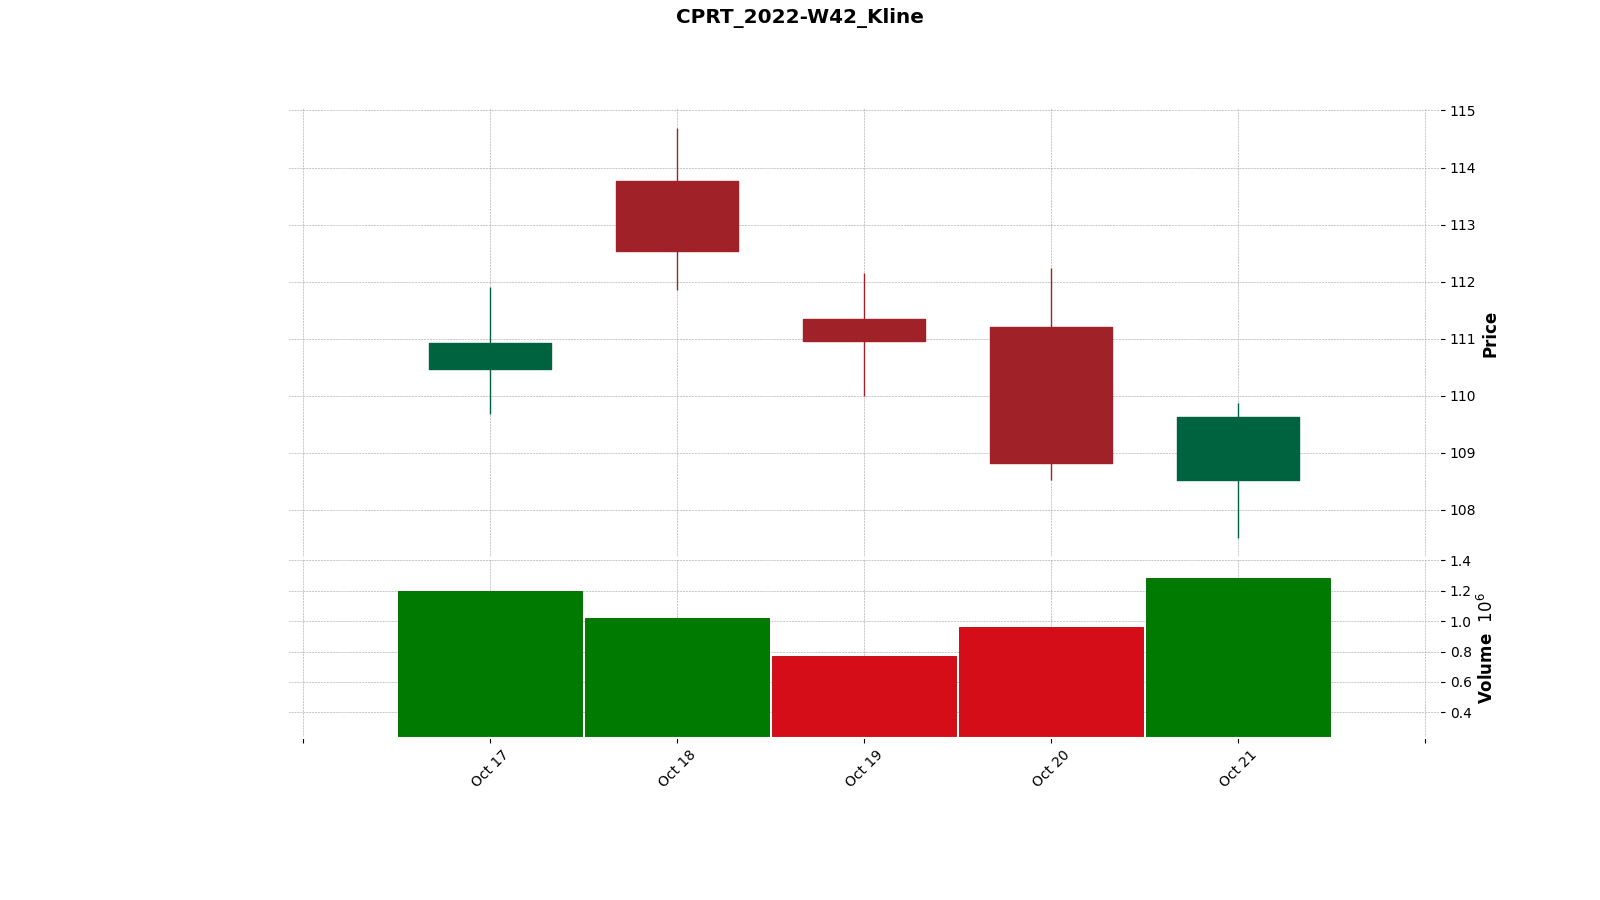 CPRT_2022-W42_Kline
115
114
113
112
111
110
109
108
Price
1.4
1.2
1.0
0.8
0.6
0.4
Volume 10^6
Oct 17
Oct 18
Oct 19
Oct 20
Oct 21